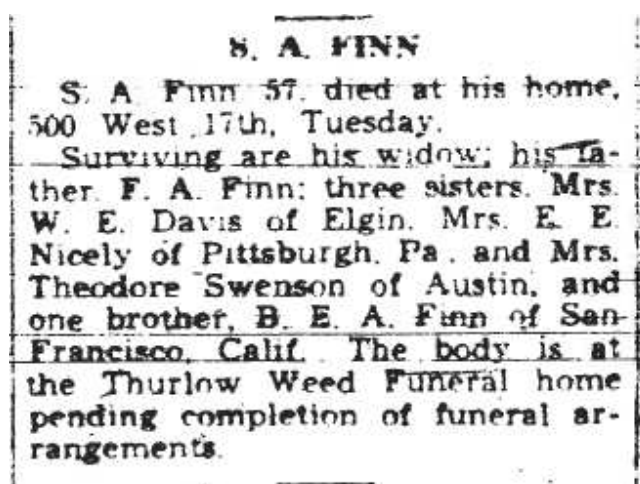 S. A. FINN
S. A Finn 57. died at his home,
500 West 17th, Tuesday.
Surviving are his widow; his fa-
ther. F. A. Finn; three sisters. Mrs.
W. E. Davis of Elgin. Mrs. E. E.
Nicely of Pittsburgh. Pa. and Mrs.
Theodore Swenson of Austin, and
one brother, B. E. A. Finn of San
Francisco, Calif. The body is at
the Thurlow Weed Funeral home
pending completion of funeral ar-
rangements.